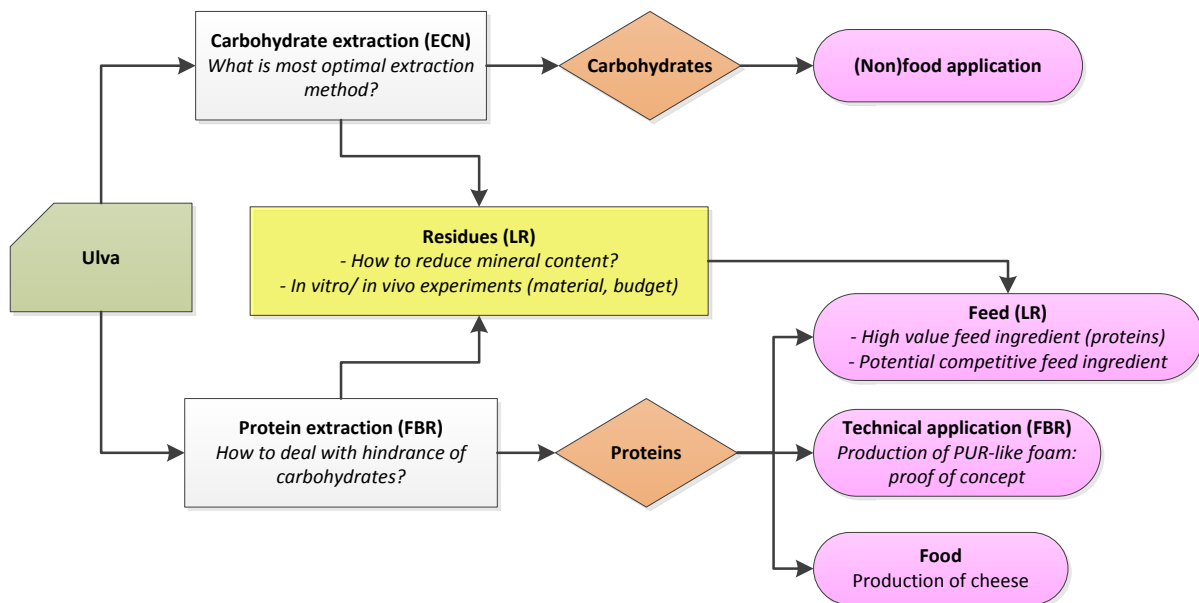 Carbohydrate extraction (ECN)
What is most optimal extraction
method?
Carbohydrates
(Non)food application
Ulva
Residues (LR)
- How to reduce mineral content?
- In vitro/ in vivo experiments (material, budget)
Feed (LR)
- High value feed ingredient (proteins)
- Potential competitive feed ingredient
Protein extraction (FBR)
How to deal with hindrance of
carbohydrates?
Proteins
Technical application (FBR)
Production of PUR-like foam:
proof of concept
Food
Production of cheese